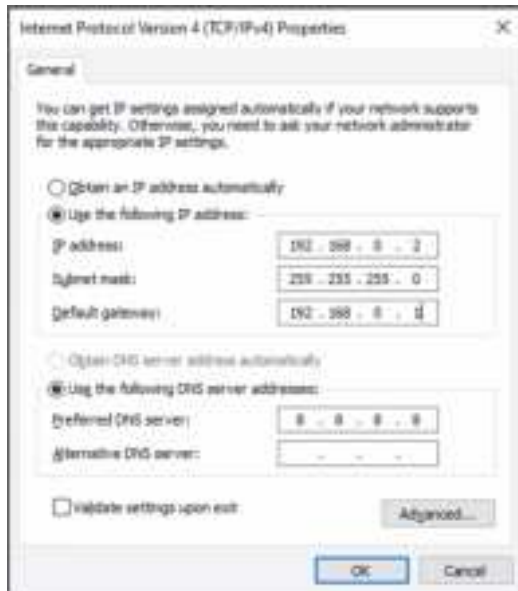 Internet Protocol Version 4 (TCP/IPv4) Properties
General
You can get IP settings assigned automatically if your network supports
this capability. Otherwise, you need to ask your network administrator
for the appropriate IP settings.
Obtain an IP address automatically
Use the following IP address:
IP address: 192 . 168 . 0 . 2
Subnet mask: 255 . 255 . 255 . 0
Default gateway: 192 . 168 . 0 . 1
Obtain DNS server address automatically
Use the following DNS server addresses:
Preferred DNS server: 8 . 8 . 8 . 8
Alternative DNS server: . . .
Validate settings upon exit
Advanced...
OK Cancel